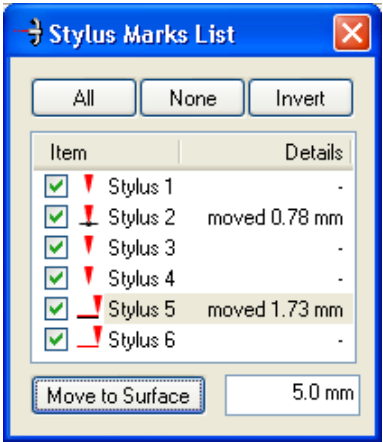 Stylus Marks List
All None Invert
Item Details
Stylus 1 -
Stylus 2 moved 0.78 mm
Stylus 3 -
Stylus 4 -
Stylus 5 moved 1.73 mm
Stylus 6 -
Move to Surface 5.0 mm